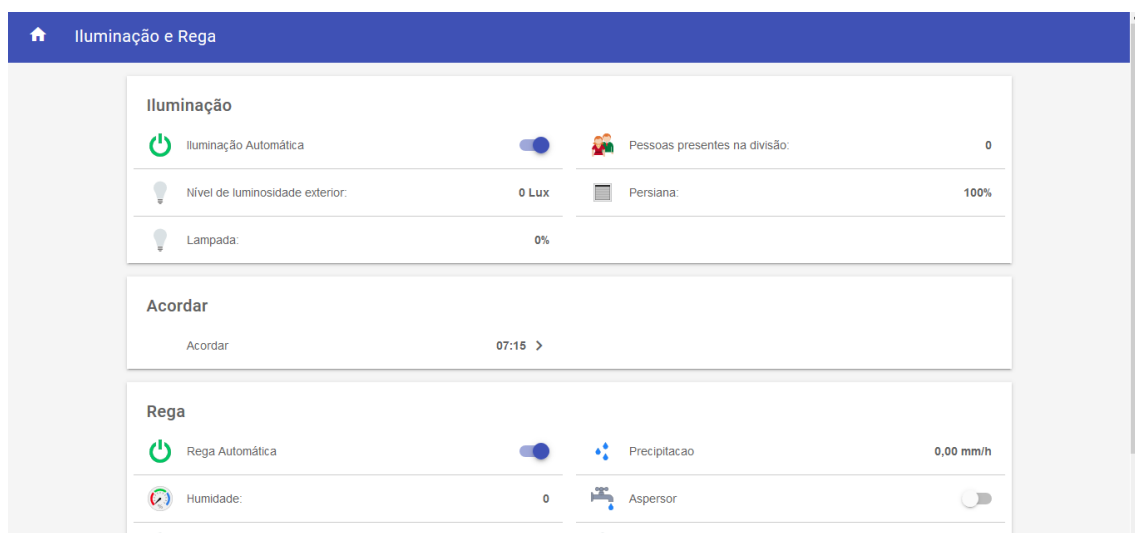 Iluminação e Rega
Iluminação
Iluminação Automática
Pessoas presentes na divisão: 0
Nível de luminosidade exterior: 0 Lux
Persiana: 100%
Lampada: 0%
Acordar
Acordar 07:15
Rega
Rega Automática
Precipitacao 0,00 mm/h
Humidade: 0
Aspersor